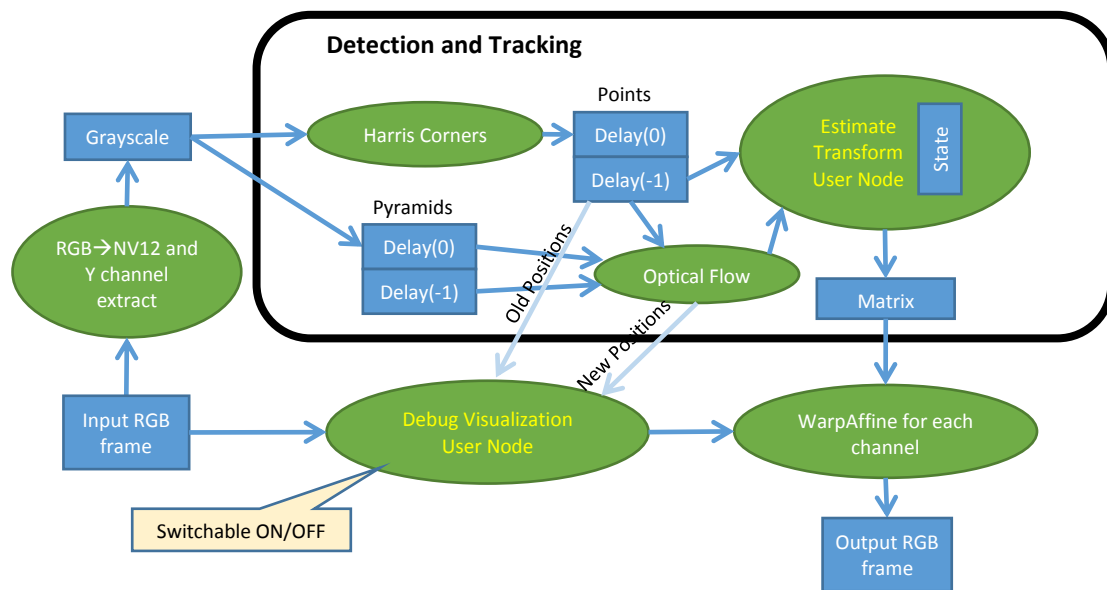 Detection and Tracking
Points
Grayscale
Harris Corners
Delay(0)
Delay(-1)
Estimate
Transform
User Node
State
Pyramids
Delay(0)
Delay(-1)
RGB→NV12 and
Y channel
extract
Old Positions
Optical Flow
Matrix
New Positions
Input RGB
frame
Debug Visualization
User Node
WarpAffine for each
channel
Switchable ON/OFF
Output RGB
frame